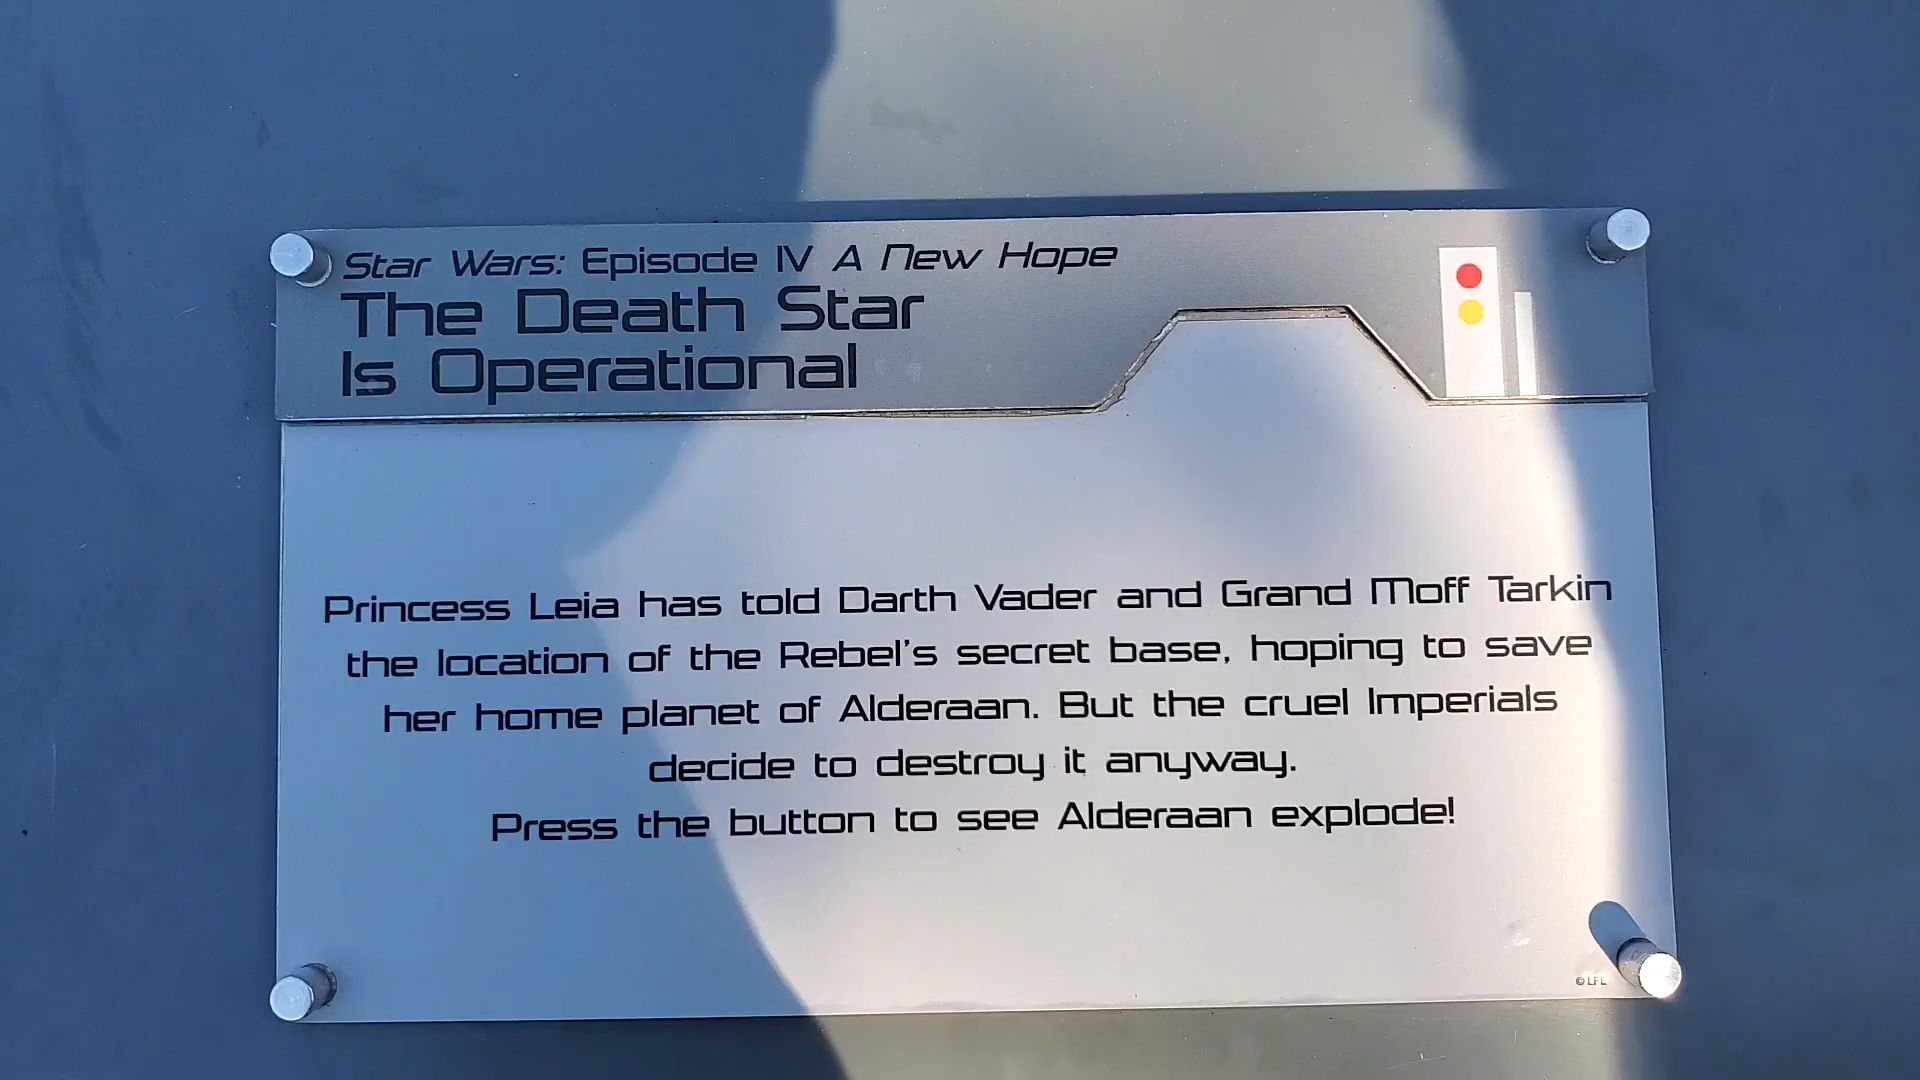 Star Wars: Episode IV A New Hope
The Death Star
Is Operational
Princess Leia has told Darth Vader and Grand Moff Tarkin
the location of the Rebel's secret base, hoping to save
her home planet of Alderaan. But the cruel Imperials
decide to destroy it anyway.
Press the button to see Alderaan explode!
© LFL